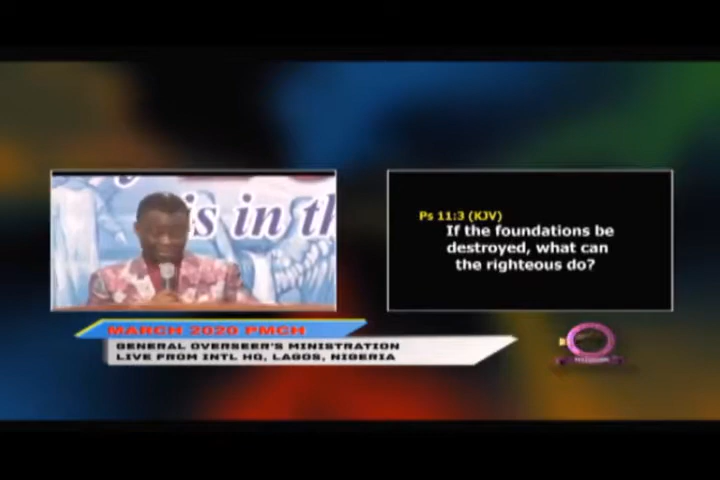 is in th
Ps 11:3 (KJV)
If the foundations be
destroyed, what can
the righteous do?
MARCH 2020 PMCH
GENERAL OVERSEER'S MINISTRATION
LIVE FROM INTL HQ, LAGOS, NIGERIA